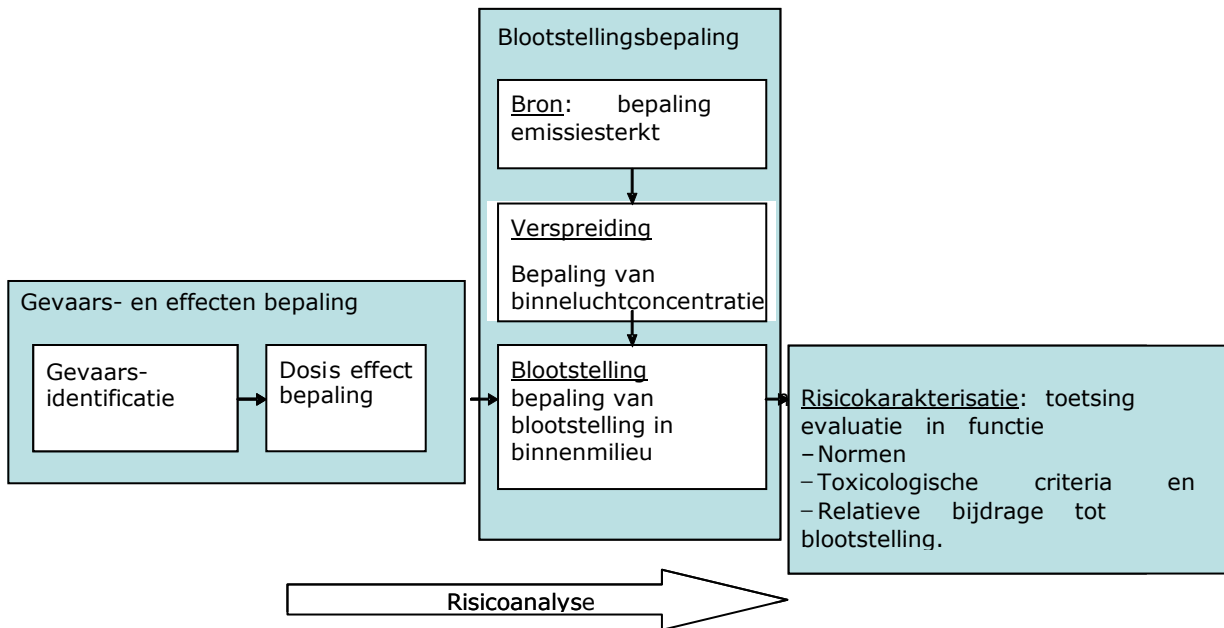 Blootstellingsbepaling
Bron: bepaling
emissiesterkt
Verspreiding
Bepaling van
binneluchtconcentratie
Gevaars- en effecten bepaling
Gevaars-
identificatie
Dosis effect
bepaling
Blootstelling
bepaling van
blootstelling in
binnenmilieu
Risicokarakterisatie: toetsing
evaluatie in functie
–Normen
–Toxicologische criteria en
–Relatieve bijdrage tot
blootstelling.
Risicoanalyse